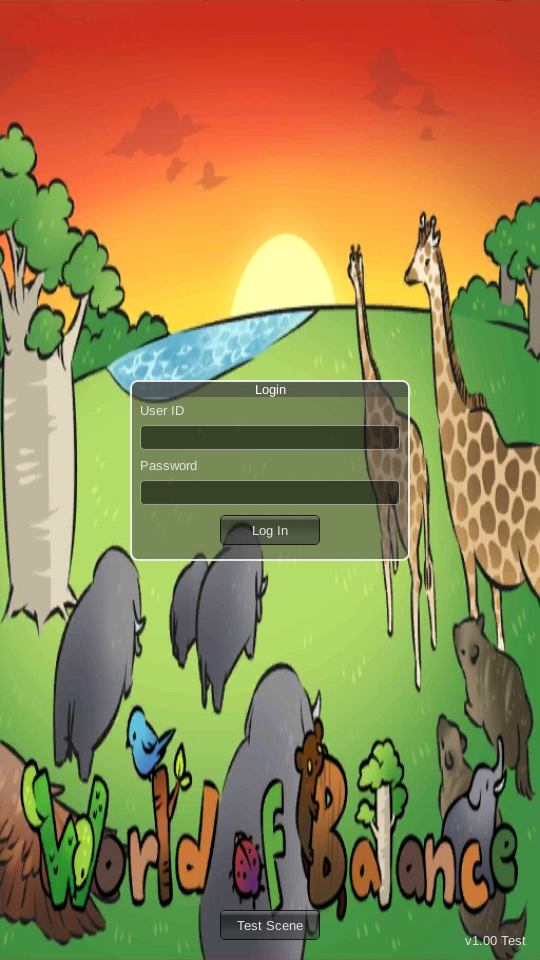 Login
User ID
Password
Log In
World of Balance
Test Scene
v1.00 Test